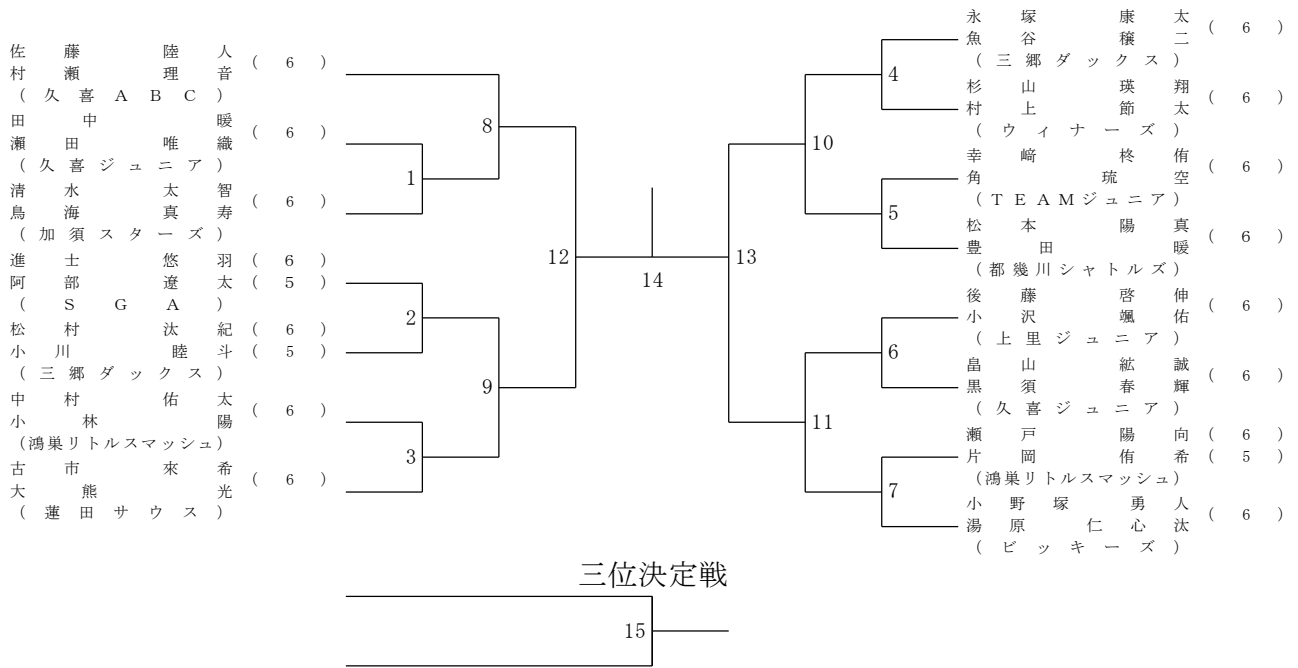 佐藤陸人
村瀬理音
( 6 )
(久喜ABC)
田中暖
瀬田唯織
( 6 )
(久喜ジュニア)
清水太智
鳥海真寿
( 6 )
(加須スターズ)
進士悠羽 ( 6 )
阿部遼太 ( 5 )
(SGA)
松村汰紀 ( 6 )
小川睦斗 ( 5 )
(三郷ダックス)
中村佑太
小林陽
( 6 )
(鴻巣リトルスマッシュ)
古市來希
大熊光
( 6 )
(蓮田サウス)
1
2
3
8
9
12
14
13
10
11
4
5
6
7
永塚康太
魚谷穣二
( 6 )
(三郷ダックス)
杉山瑛翔
村上節太
( 6 )
(ウィナーズ)
幸﨑柊侑
角琉空
( 6 )
(TEAMジュニア)
松本陽真
豊田暖
( 6 )
(都幾川シャトルズ)
後藤啓伸
小沢颯佑
( 6 )
(上里ジュニア)
畠山絋誠
黒須春輝
( 6 )
(久喜ジュニア)
瀬戸陽向 ( 6 )
片岡侑希 ( 5 )
(鴻巣リトルスマッシュ)
小野塚勇人
湯原仁心汰
( 6 )
(ビッキーズ)
三位決定戦
15